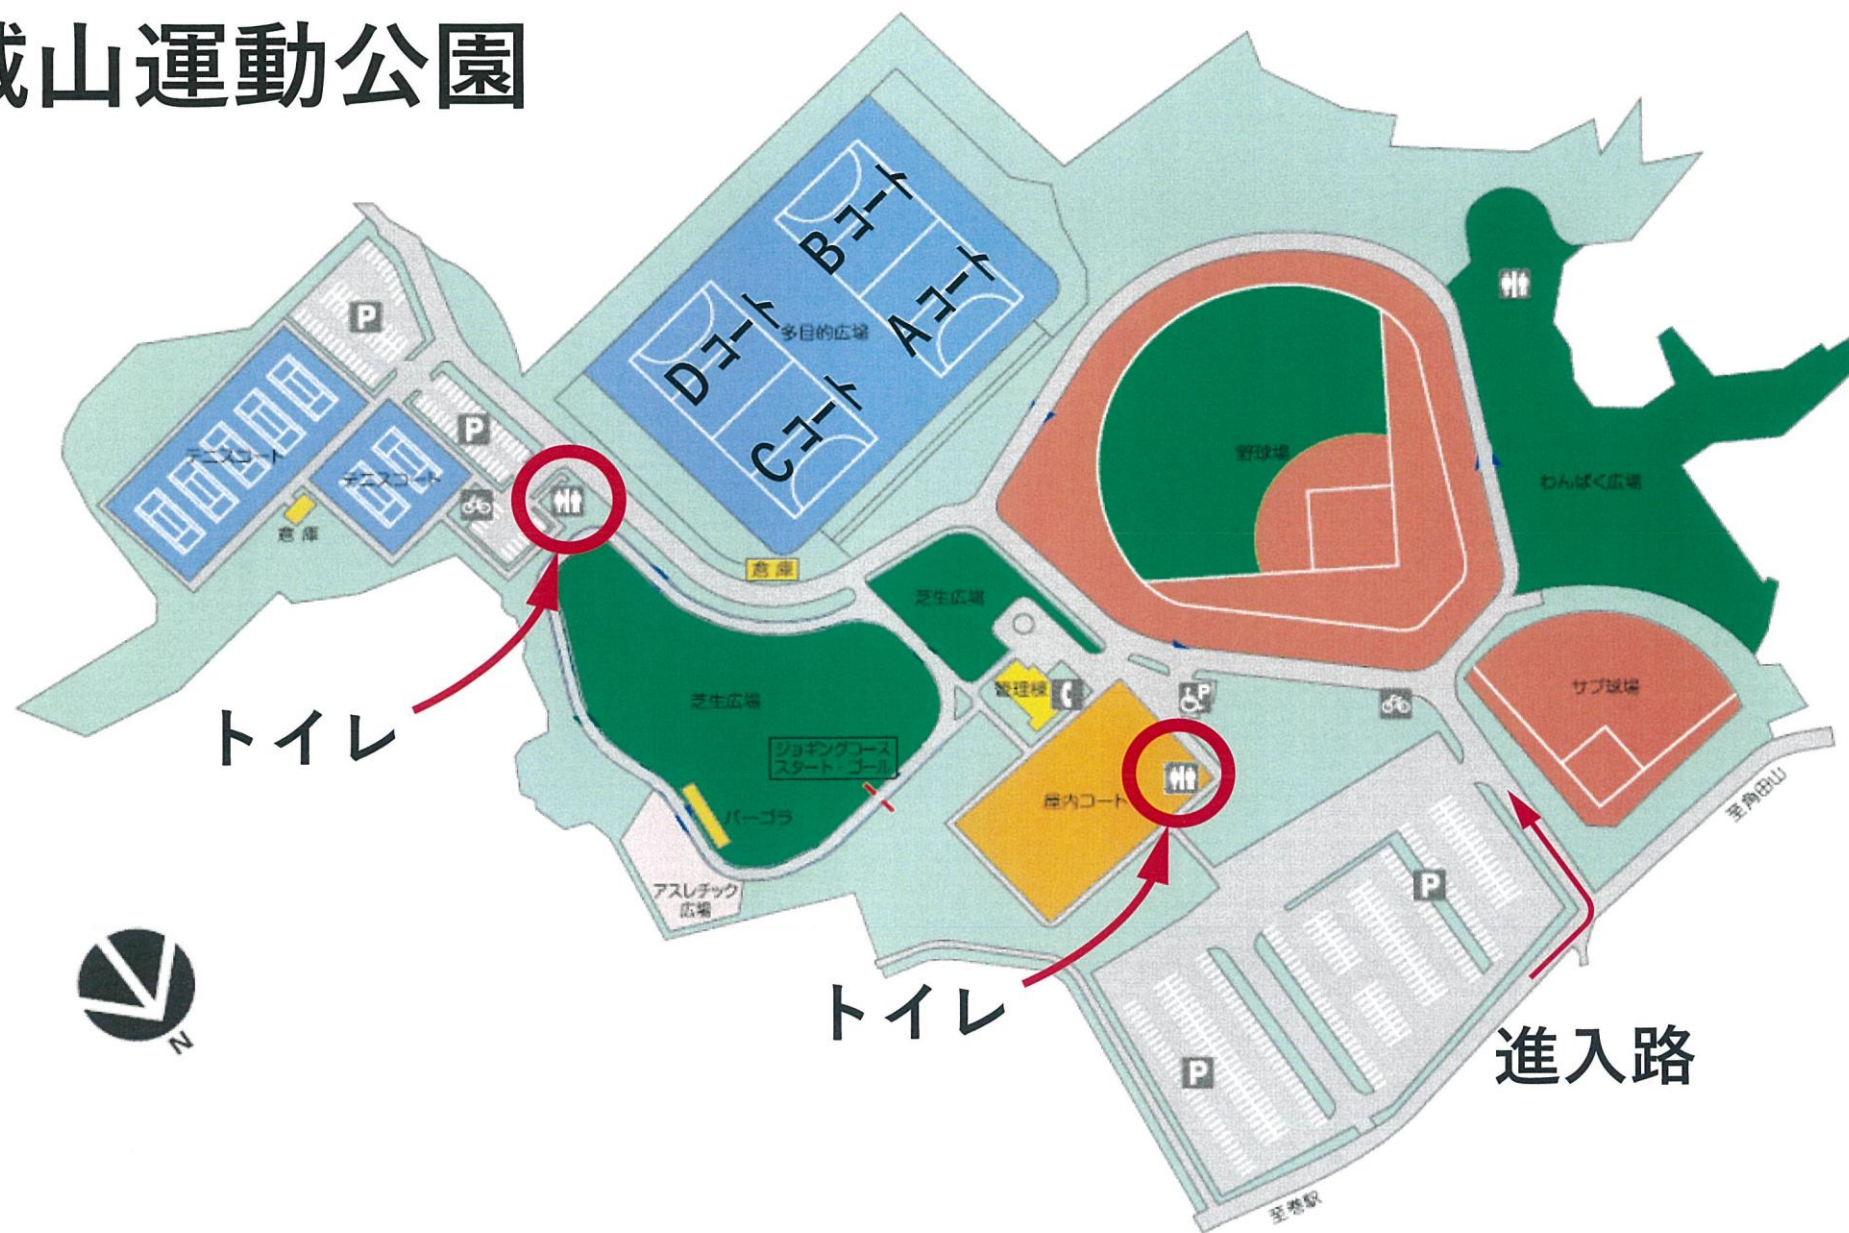 城山運動公園
Bコート
Aコート
Dコート
多目的広場
Cコート
P
P
テニスコート
テニスコート
倉庫
倉庫
野球場
わんぱく広場
芝生広場
管理棟
P
サブ球場
芝生広場
トイレ
ジョギングコース
スタート・ゴール
パーゴラ
屋内コート
至角田山
アスレチック
広場
P
トイレ
進入路
N
P
至巻駅